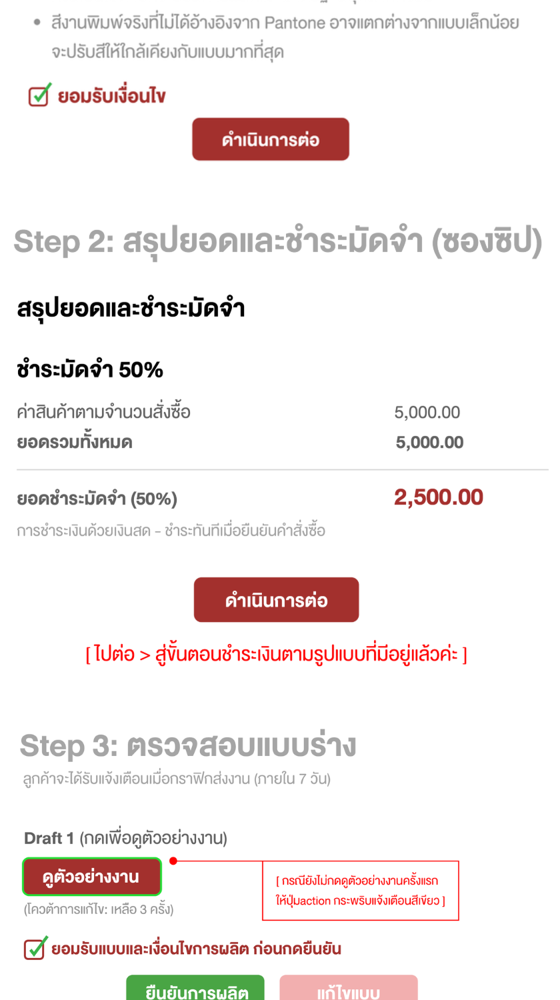 • สีงานพิมพ์จริงที่ไม่ได้อ้างอิงจาก Pantone อาจแตกต่างจากแบบเล็กน้อย
จะปรับสีให้ใกล้เคียงกับแบบมากที่สุด
ยอมรับเงื่อนไข
ดำเนินการต่อ
Step 2: สรุปยอดและชำระมัดจำ (ซองซิป)
สรุปยอดและชำระมัดจำ
ชำระมัดจำ 50%
ค่าสินค้าตามจำนวนสั่งซื้อ 5,000.00
ยอดรวมทั้งหมด 5,000.00
ยอดชำระมัดจำ (50%) 2,500.00
การชำระเงินด้วยเงินสด - ชำระทันทีเมื่อยืนยันคำสั่งซื้อ
ดำเนินการต่อ
[ ไปต่อ > สู่ขั้นตอนชำระเงินตามรูปแบบที่มีอยู่แล้วค่ะ ]
Step 3: ตรวจสอบแบบร่าง
ลูกค้าจะได้รับแจ้งเตือนเมื่อกราฟิกส่งงาน (ภายใน 7 วัน)
Draft 1 (กดเพื่อดูตัวอย่างงาน)
ดูตัวอย่างงาน
[ กรณียังไม่กดดูตัวอย่างงานครั้งแรก
ให้ปุ่มaction กระพริบแจ้งเตือนสีเขียว ]
(โควต้าการแก้ไข: เหลือ 3 ครั้ง)
ยอมรับแบบและเงื่อนไขการผลิต ก่อนกดยืนยัน
ยืนยันการผลิต แก้ไขแบบ